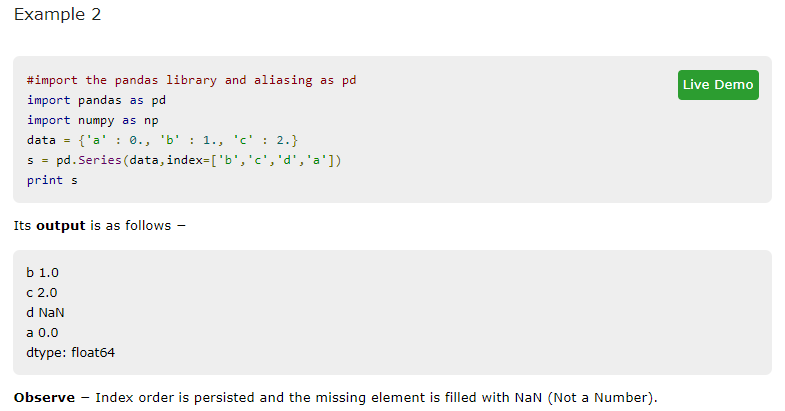 Example 2
#import the pandas library and aliasing as pd
Live Demo
import pandas as pd
import numpy as np
data = {'a' : 0., 'b' : 1., 'c' : 2.}
s = pd.Series(data,index=['b','c','d','a'])
print s
Its output is as follows −
b 1.0
c 2.0
d NaN
a 0.0
dtype: float64
Observe − Index order is persisted and the missing element is filled with NaN (Not a Number).